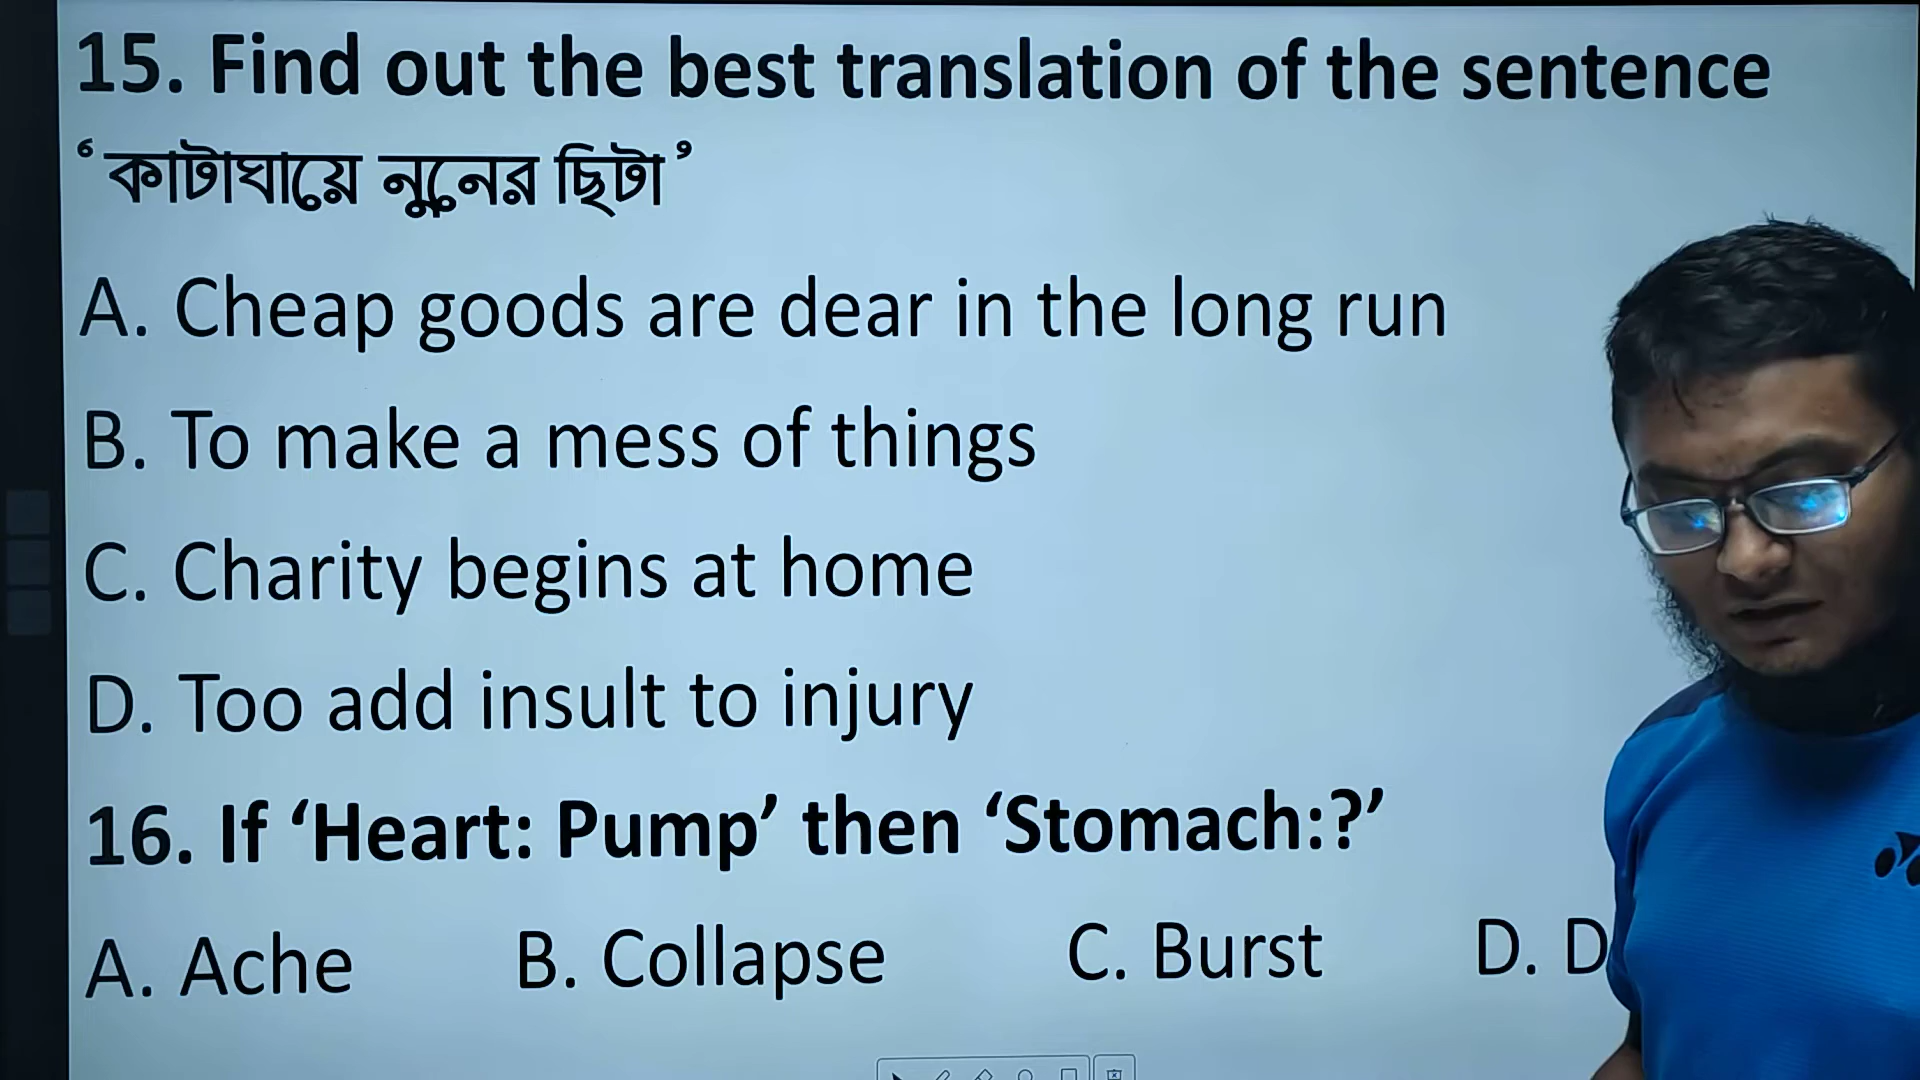 15. Find out the best translation of the sentence
‘কাটাঘায়ে নুনের ছিটা’
A. Cheap goods are dear in the long run
B. To make a mess of things
C. Charity begins at home
D. Too add insult to injury
16. If ‘Heart: Pump’ then ‘Stomach:?’
A. Ache B. Collapse C. Burst D. D